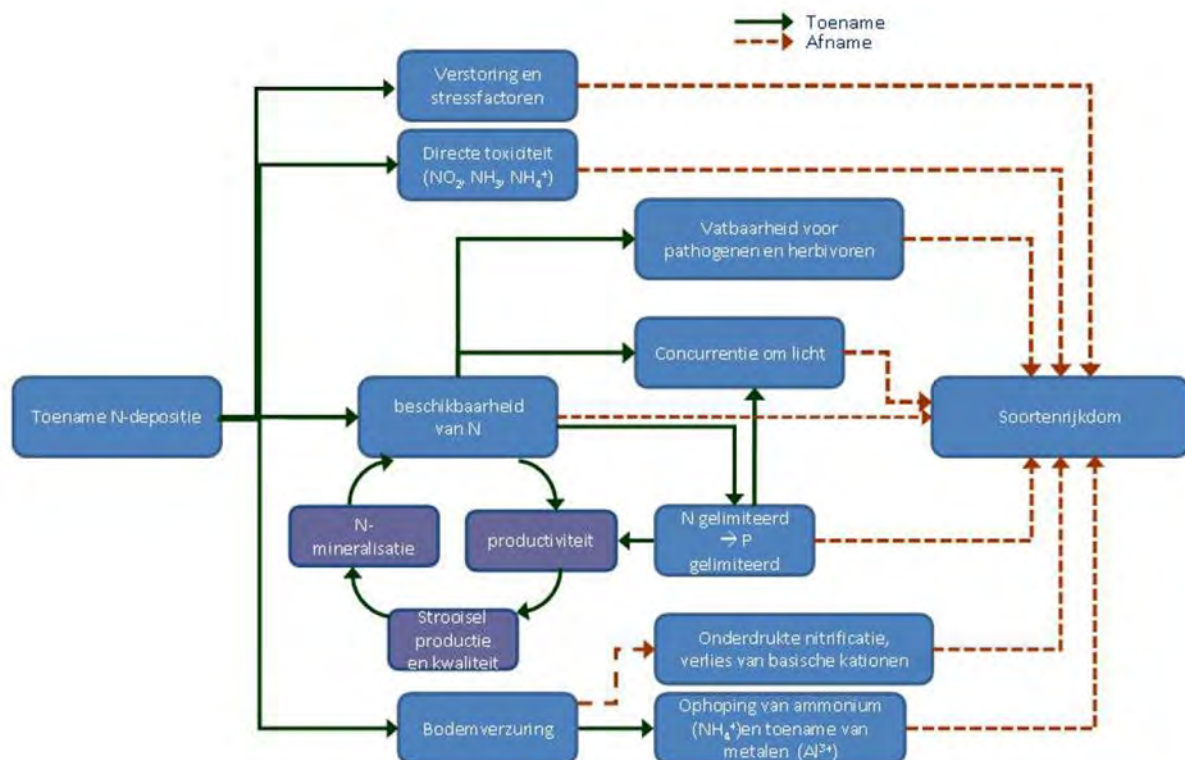 Toename
Afname
Verstoring en
stressfactoren
Directe toxiciteit
(NO₂, NH₃, NH₄⁺)
Vatbaarheid voor
pathogenen en herbivoren
Concurrentie om licht
Toename N-depositie
beschikbaarheid
van N
Soortenrijkdom
N-
mineralisatie
productiviteit
N gelimiteerd
→ P
gelimiteerd
Strooisel
productie
en kwaliteit
Onderdrukte nitrificatie,
verlies van basische kationen
Bodemverzuring
Ophoping van ammonium
(NH₄⁺)en toename van
metalen (Al³⁺)